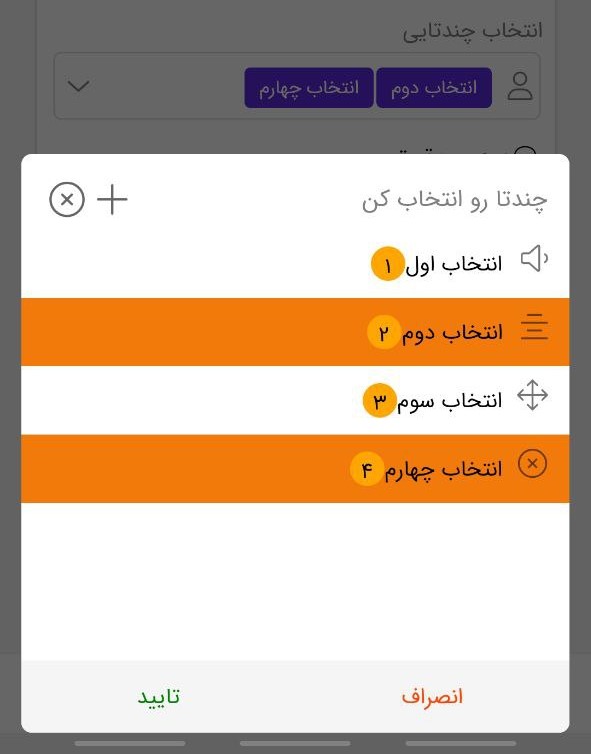 انتخاب چندتایی
انتخاب دوم انتخاب چهارم
چندتا رو انتخاب کن
انتخاب اول ۱
انتخاب دوم ۲
انتخاب سوم ۳
انتخاب چهارم ۴
انصراف تایید